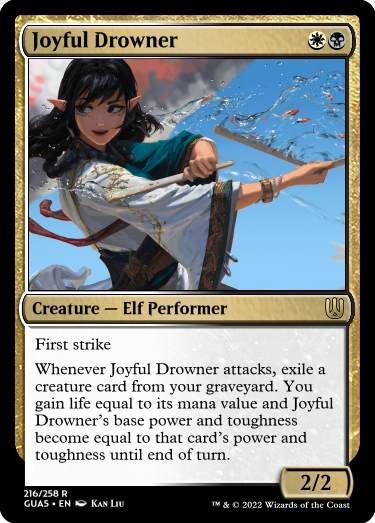 Joyful Drowner
Creature — Elf Performer
First strike
Whenever Joyful Drowner attacks, exile a
creature card from your graveyard. You
gain life equal to its mana value and Joyful
Drowner's base power and toughness
become equal to that card's power and
toughness until end of turn.
2/2
216/258 R
GUA5 • EN Kan Liu
™ & © 2022 Wizards of the Coast